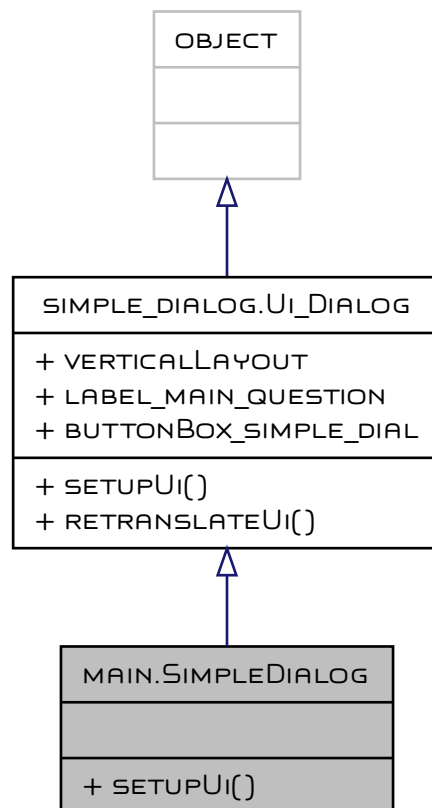 object
simple_dialog.Ui_Dialog
+ verticalLayout
+ label_main_question
+ buttonBox_simple_dial
+ setupUi()
+ retranslateUi()
main.SimpleDialog
+ setupUi()